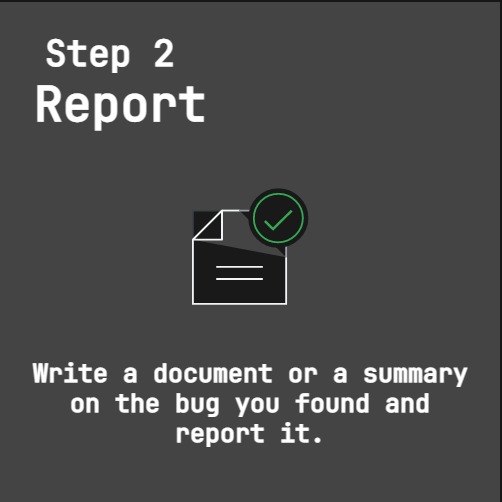 Step 2
Report
Write a document or a summary
on the bug you found and
report it.